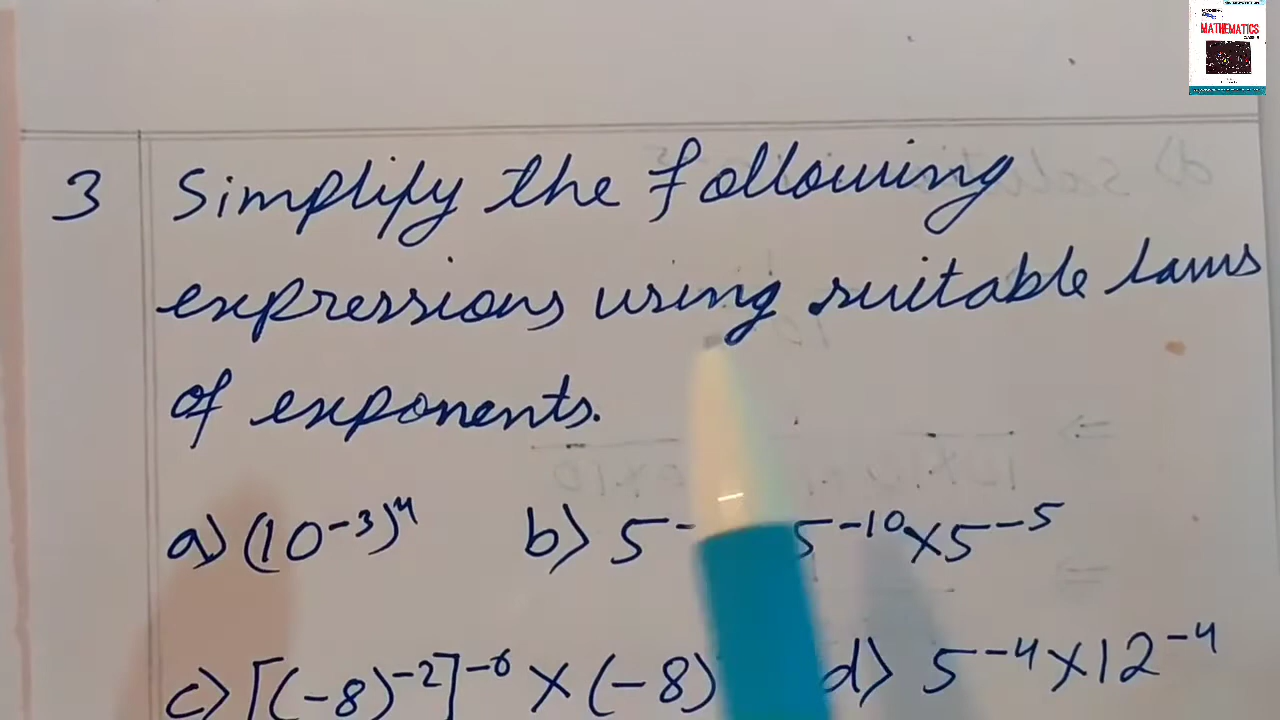 MATHEMATICS
3 Simplify the following
expressions using suitable laws
of exponents.
a) (10⁻³)⁴ b) 5⁻ 5⁻¹⁰×5⁻⁵
c) [(-8)⁻²]⁻⁶ × (-8) d) 5⁻⁴×12⁻⁴